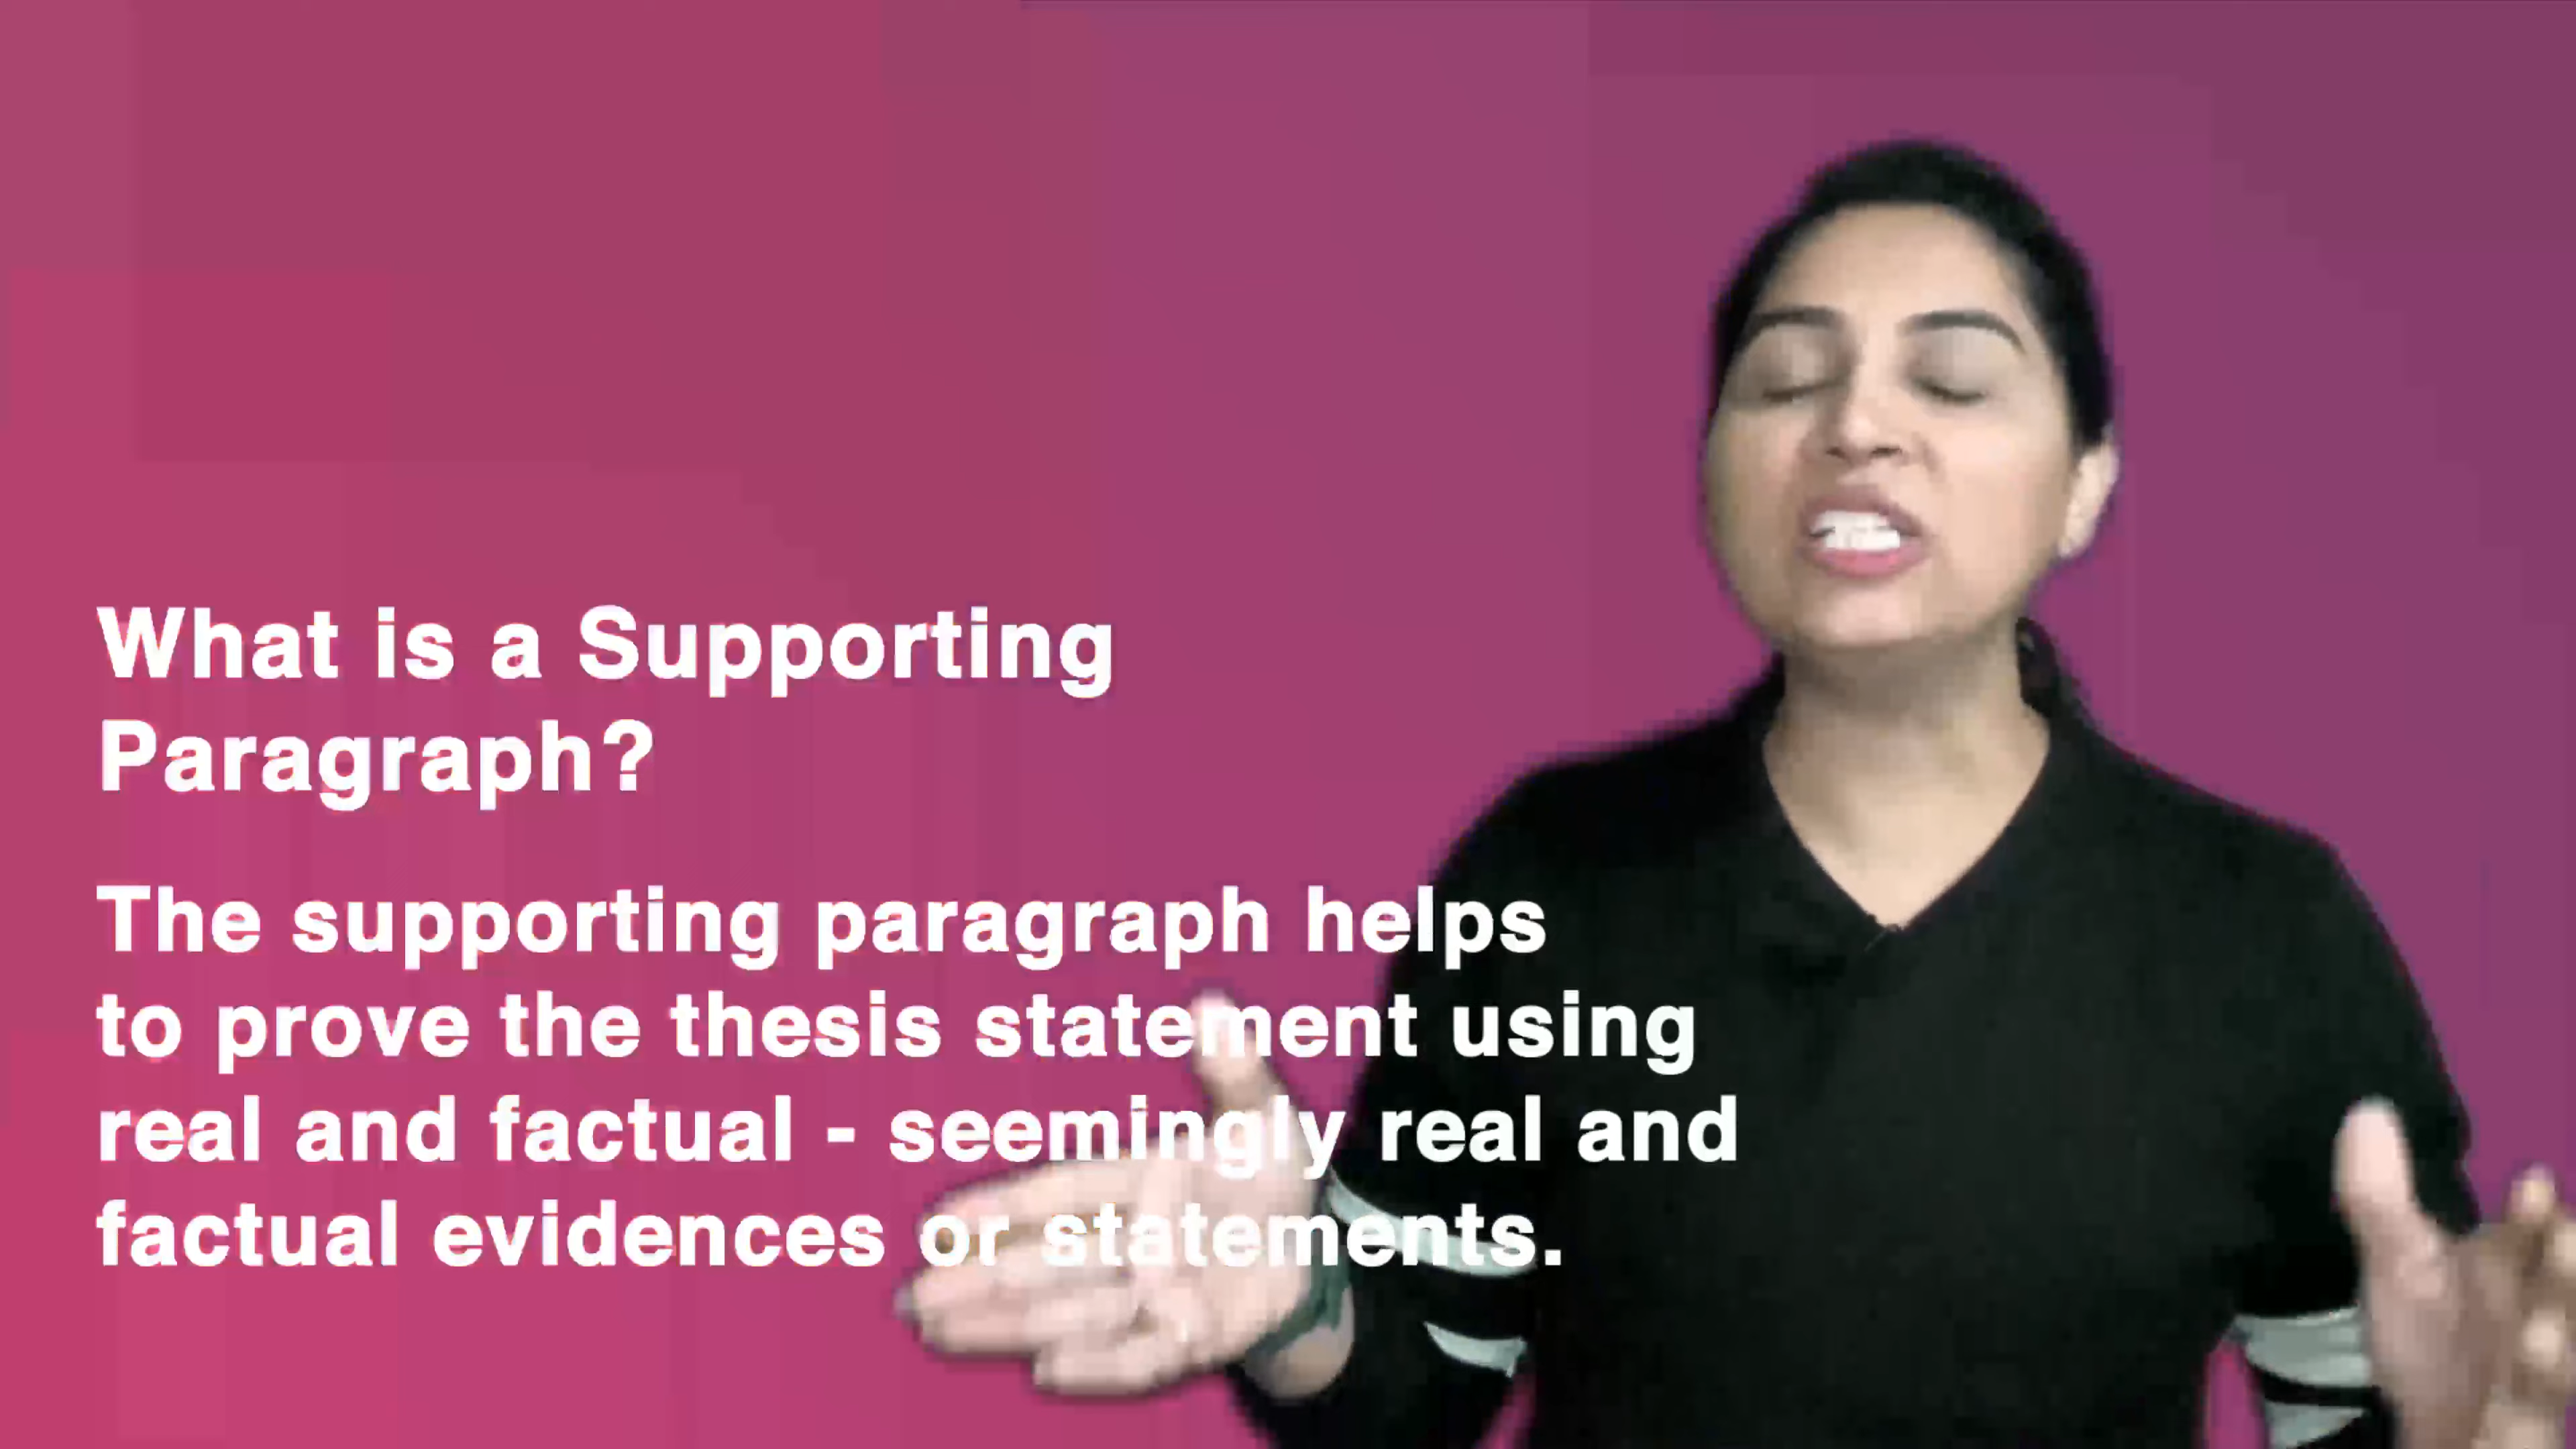 What is a Supporting
Paragraph?
The supporting paragraph helps
to prove the thesis statement using
real and factual - seemingly real and
factual evidences or statements.